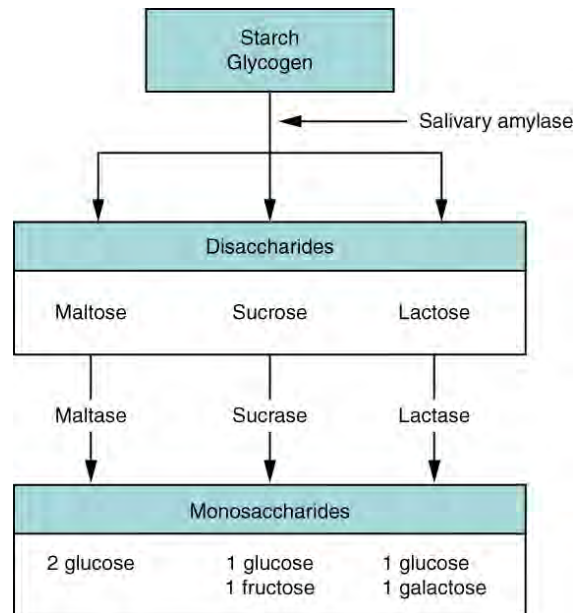 Starch
Glycogen
Salivary amylase
Disaccharides
Maltose Sucrose Lactose
Maltase Sucrase Lactase
Monosaccharides
2 glucose 1 glucose 1 glucose
1 fructose 1 galactose